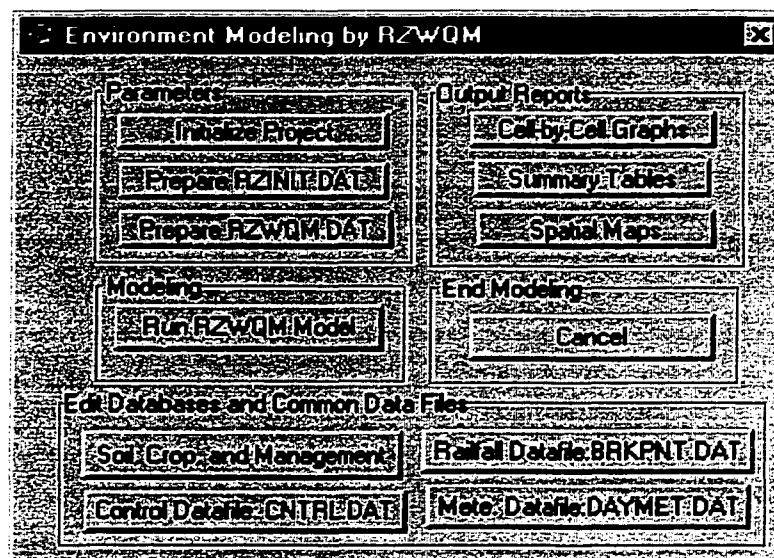 Environment Modeling by RZWQM
Parameters
Initialize Project
Prepare RZINIT.DAT
Prepare RZWQM.DAT
Output Reports
Cell-by-Cell Graphs
Summary Tables
Spatial Maps
Modeling
Run RZWQM Model
End Modeling
Cancel
Edit Databases and Common Data Files
Soil, Crop, and Management
Railfall Datafile:BRKPNT.DAT
Control Datafile: CNTRL.DAT
Mete. Datafile:DAYMET.DAT